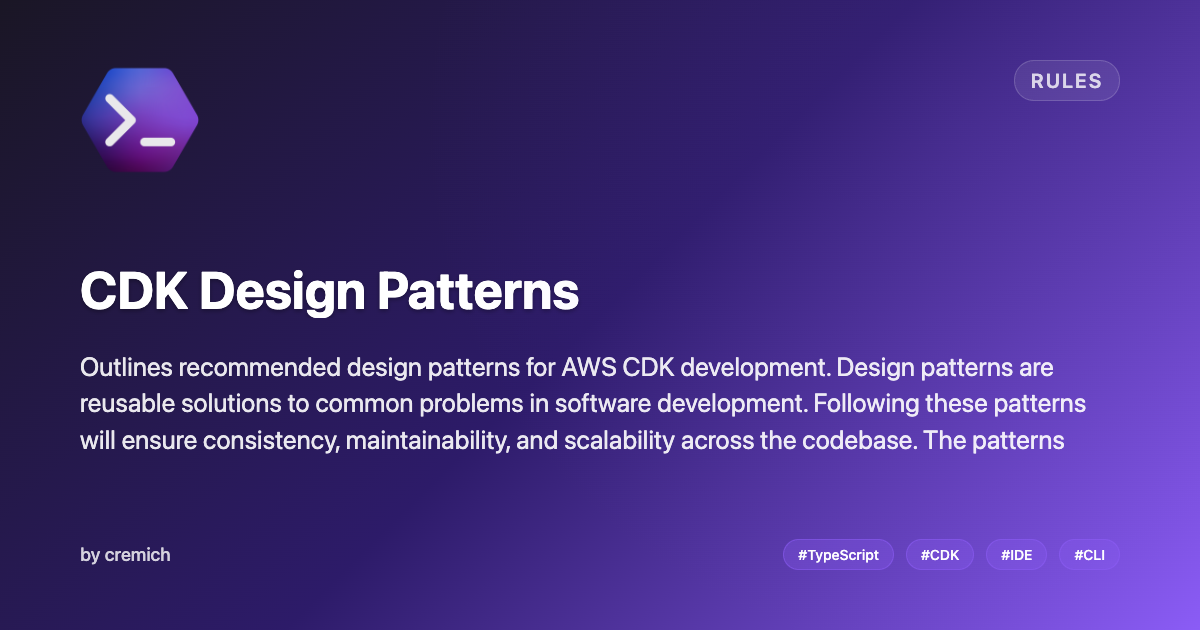 RULES
CDK Design Patterns
Outlines recommended design patterns for AWS CDK development. Design patterns are
reusable solutions to common problems in software development. Following these patterns
will ensure consistency, maintainability, and scalability across the codebase. The patterns
by cremich
#TypeScript
#CDK
#IDE
#CLI